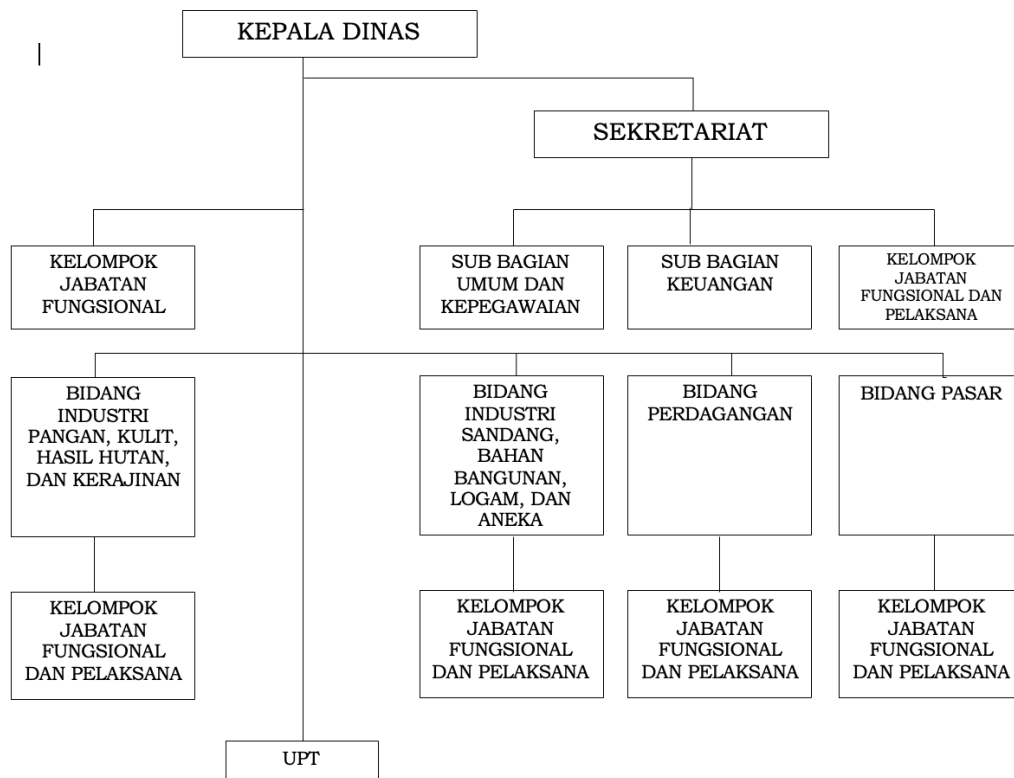 KEPALA DINAS
SEKRETARIAT
KELOMPOK
JABATAN
FUNGSIONAL
SUB BAGIAN
UMUM DAN
KEPEGAWAIAN
SUB BAGIAN
KEUANGAN
KELOMPOK
JABATAN
FUNGSIONAL DAN
PELAKSANA
BIDANG
INDUSTRI
PANGAN, KULIT,
HASIL HUTAN,
DAN KERAJINAN
BIDANG
INDUSTRI
SANDANG,
BAHAN
BANGUNAN,
LOGAM, DAN
ANEKA
BIDANG
PERDAGANGAN
BIDANG PASAR
KELOMPOK
JABATAN
FUNGSIONAL
DAN PELAKSANA
KELOMPOK
JABATAN
FUNGSIONAL
DAN PELAKSANA
KELOMPOK
JABATAN
FUNGSIONAL
DAN PELAKSANA
KELOMPOK
JABATAN
FUNGSIONAL
DAN PELAKSANA
UPT